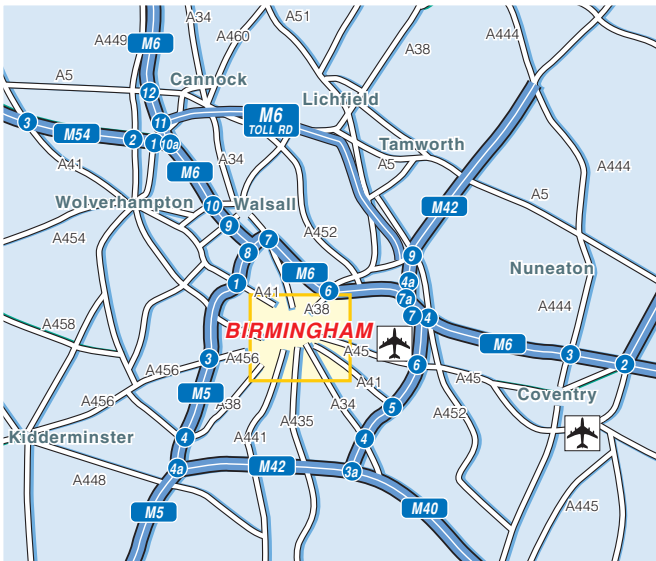 A34
A51
A449
M6
A460
A38
A444
A5
Cannock
12
Lichfield
M6
TOLL RD
3
M54
2
1
11
10a
Tamworth
A41
A34
A5
A444
M6
A5
Wolverhampton
10
Walsall
M42
9
A452
A454
8
7
9
Nuneaton
M6
4a
1
A41
6
7a
A38
7
4
A444
A458
BIRMINGHAM
M6
3
A456
A45
3
2
A456
6
A45
M5
A41
Coventry
A456
A38
A34
5
A452
A435
Kidderminster
4
A441
4
4a
M42
3a
A448
M5
M40
A445